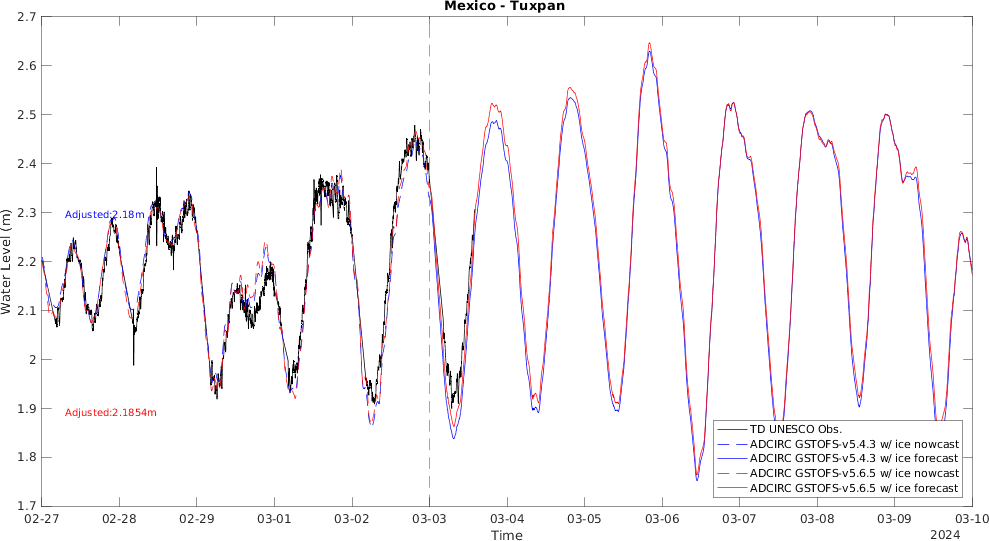 Mexico - Tuxpan
2.7
2.6
2.5
2.4
2.3
2.2
2.1
2
1.9
1.8
1.7
Water Level (m)
Adjusted:2.18m
Adjusted:2.1854m
TD UNESCO Obs.
ADCIRC GSTOFS-v5.4.3 w/ ice nowcast
ADCIRC GSTOFS-v5.4.3 w/ ice forecast
ADCIRC GSTOFS-v5.6.5 w/ ice nowcast
ADCIRC GSTOFS-v5.6.5 w/ ice forecast
02-27 02-28 02-29 03-01 03-02 03-03 03-04 03-05 03-06 03-07 03-08 03-09 03-10
Time
2024